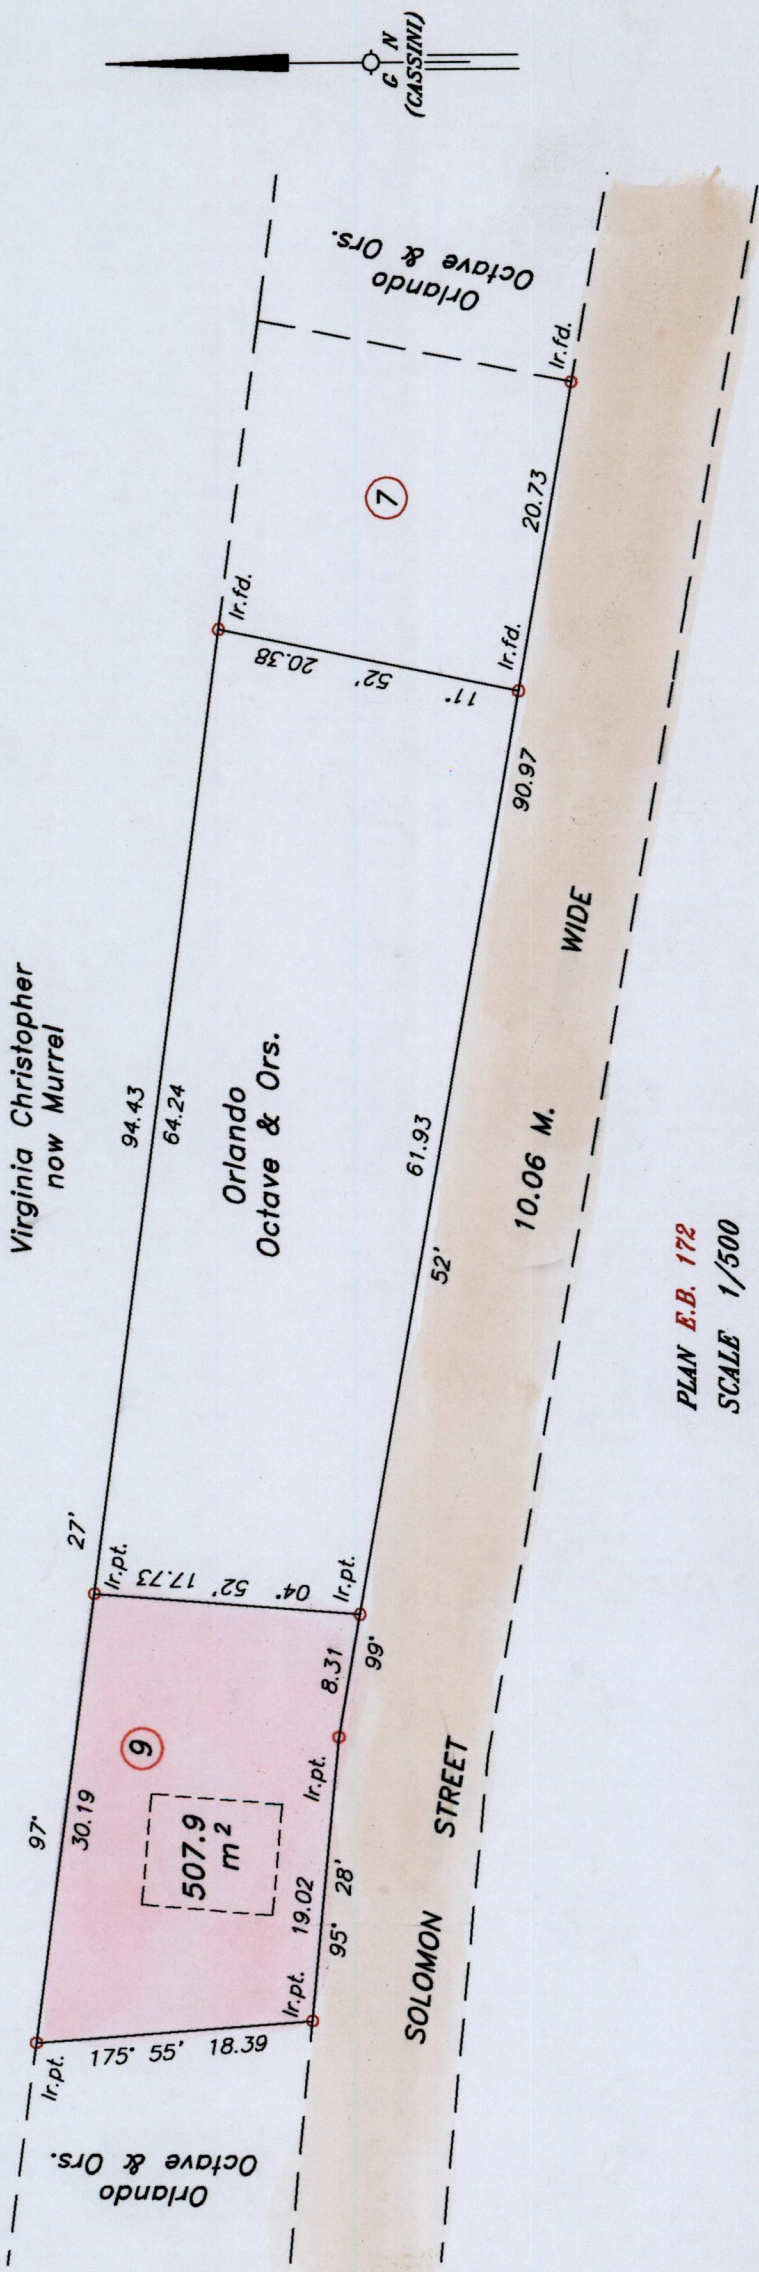 G N
(CASSINI)
Virginia Christopher
now Murrel
97° 27'
94.43
30.19
64.24
Ir.pt.
175° 55' 18.39
Orlando
Octave & Ors.
9
507.9
m²
Ir.pt.
04° 52' 17.73
Ir.pt.
95° 28'
19.02
Ir.pt.
8.31
Ir.pt.
99° 52'
61.93
90.97
Orlando
Octave & Ors.
Ir.fd.
11° 52' 20.38
Ir.fd.
7
20.73
Ir.fd.
Orlando
Octave & Ors.
SOLOMON STREET 10.06 M. WIDE
PLAN E.B. 172
SCALE 1/500